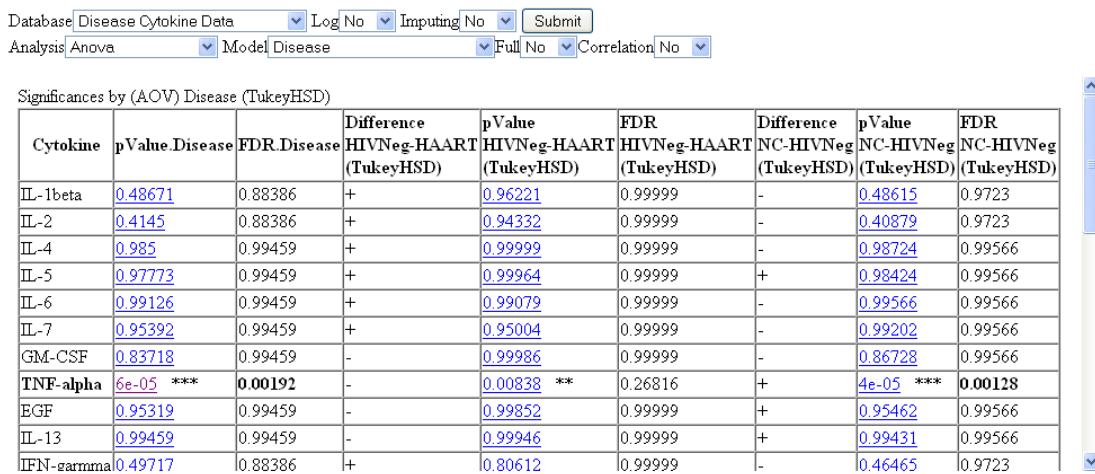 Database Disease Cytokine Data Log No Imputing No Submit
Analysis Anova Model Disease Full No Correlation No
Significances by (AOV) Disease (TukeyHSD)
Cytokine pValue.Disease FDR.Disease Difference HIVNeg-HAART (TukeyHSD) pValue HIVNeg-HAART (TukeyHSD) FDR HIVNeg-HAART (TukeyHSD) Difference NC-HIVNeg (TukeyHSD) pValue NC-HIVNeg (TukeyHSD) FDR NC-HIVNeg (TukeyHSD)
IL-1beta 0.48671 0.88386 + 0.96221 0.99999 - 0.48615 0.9723
IL-2 0.4145 0.88386 + 0.94332 0.99999 - 0.40879 0.9723
IL-4 0.985 0.99459 + 0.99999 0.99999 - 0.98724 0.99566
IL-5 0.97773 0.99459 + 0.99964 0.99999 + 0.98424 0.99566
IL-6 0.99126 0.99459 + 0.99079 0.99999 - 0.99566 0.99566
IL-7 0.95392 0.99459 + 0.95004 0.99999 - 0.99202 0.99566
GM-CSF 0.83718 0.99459 - 0.99986 0.99999 - 0.86728 0.99566
TNF-alpha 6e-05 *** 0.00192 - 0.00838 ** 0.26816 + 4e-05 *** 0.00128
EGF 0.95319 0.99459 - 0.99852 0.99999 + 0.95462 0.99566
IL-13 0.99459 0.99459 - 0.99946 0.99999 + 0.99431 0.99566
IFN-garmma 0.49717 0.88386 + 0.80612 0.99999 - 0.46465 0.9723